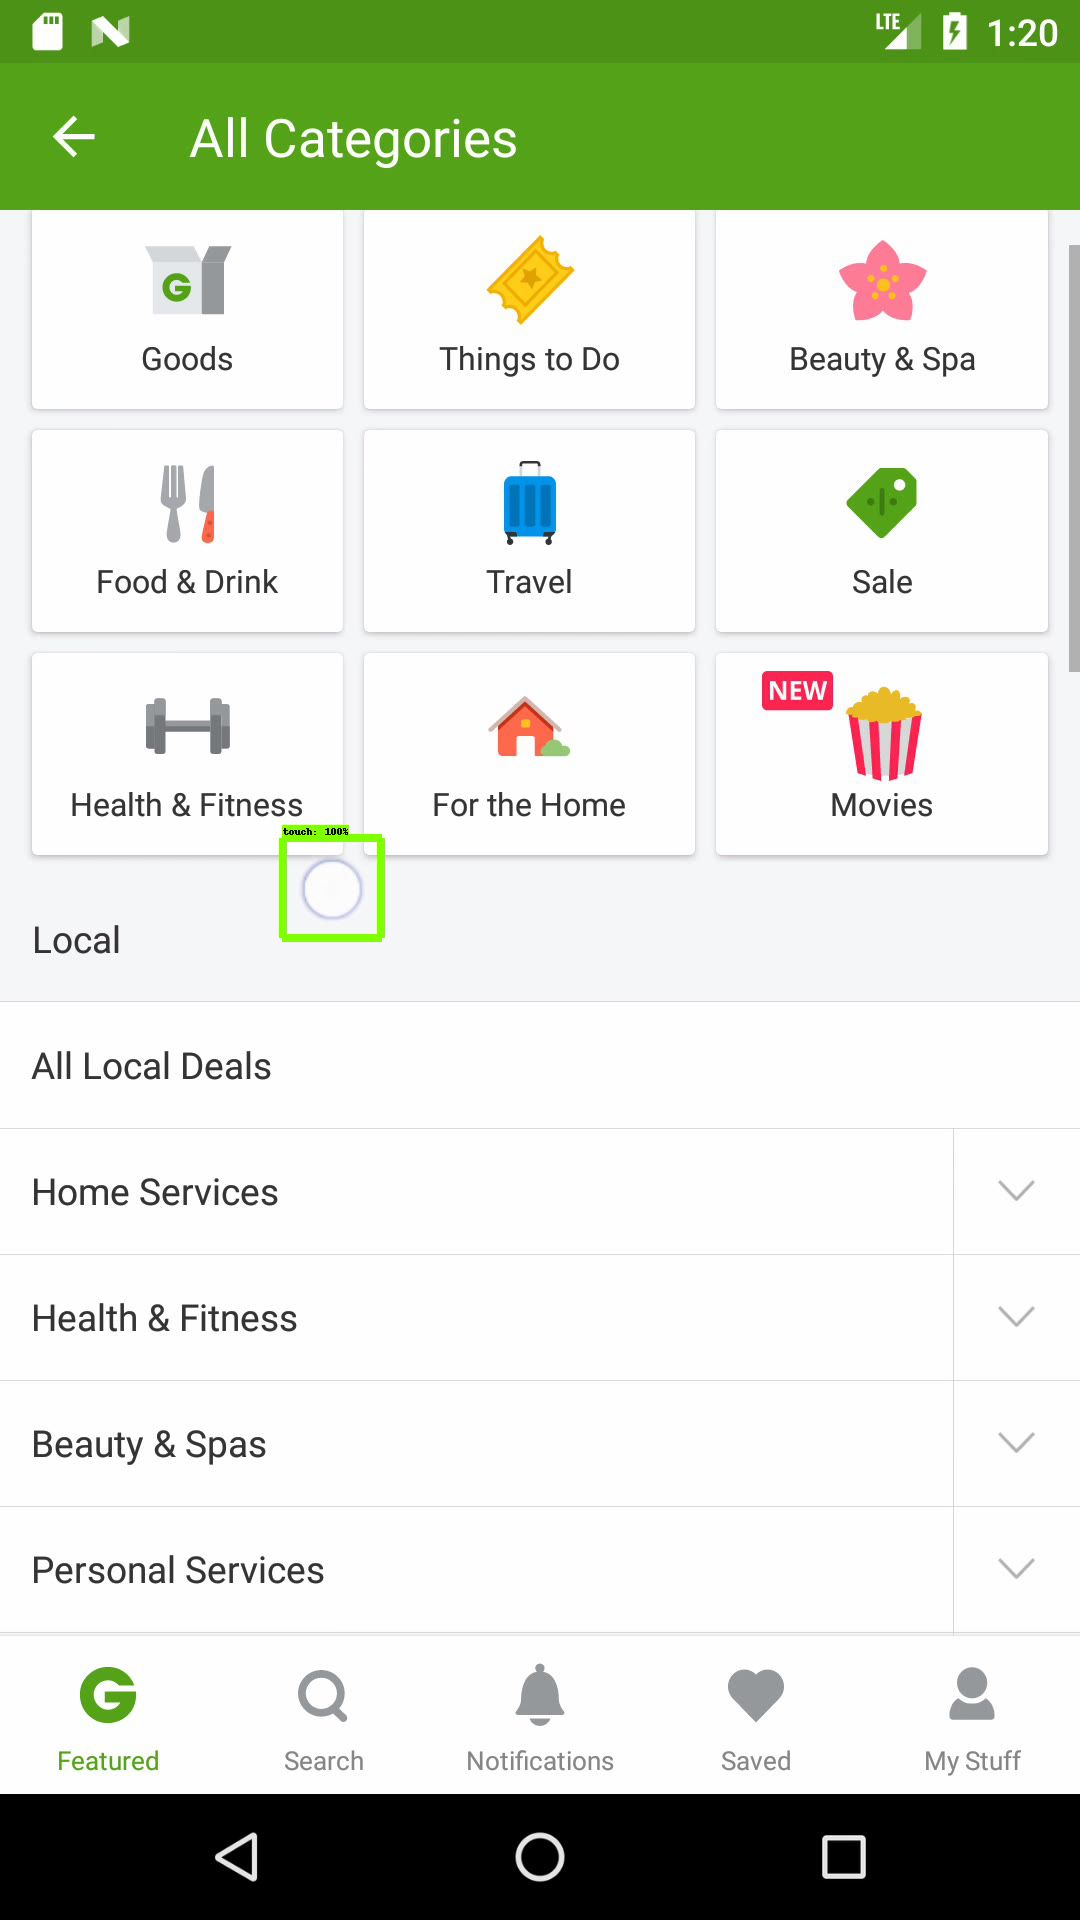 LTE 1:20
All Categories
Goods
Things to Do
Beauty & Spa
Food & Drink
Travel
Sale
NEW
Health & Fitness
For the Home
Movies
touch: 100%
Local
All Local Deals
Home Services
Health & Fitness
Beauty & Spas
Personal Services
Featured
Search
Notifications
Saved
My Stuff